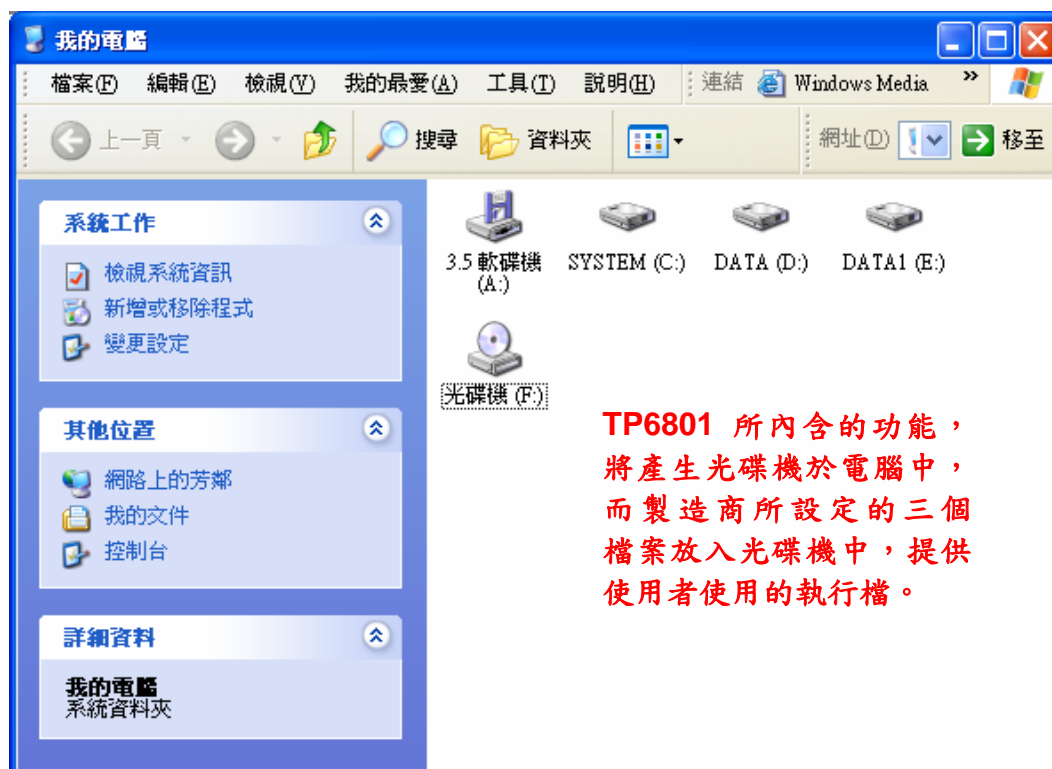 我的電腦
檔案(F) 編輯(E) 檢視(V) 我的最愛(A) 工具(T) 說明(H) 連結 Windows Media »
上一頁 搜尋 資料夾 網址(D) 移至
系統工作
檢視系統資訊
新增或移除程式
變更設定
其他位置
網路上的芳鄰
我的文件
控制台
詳細資料
我的電腦
系統資料夾
3.5 軟碟機
(A:)
SYSTEM (C:)
DATA (D:)
DATA1 (E:)
光碟機 (F:)
TP6801 所內含的功能，
將產生光碟機於電腦中，
而製造商所設定的三個
檔案放入光碟機中，提供
使用者使用的執行檔。